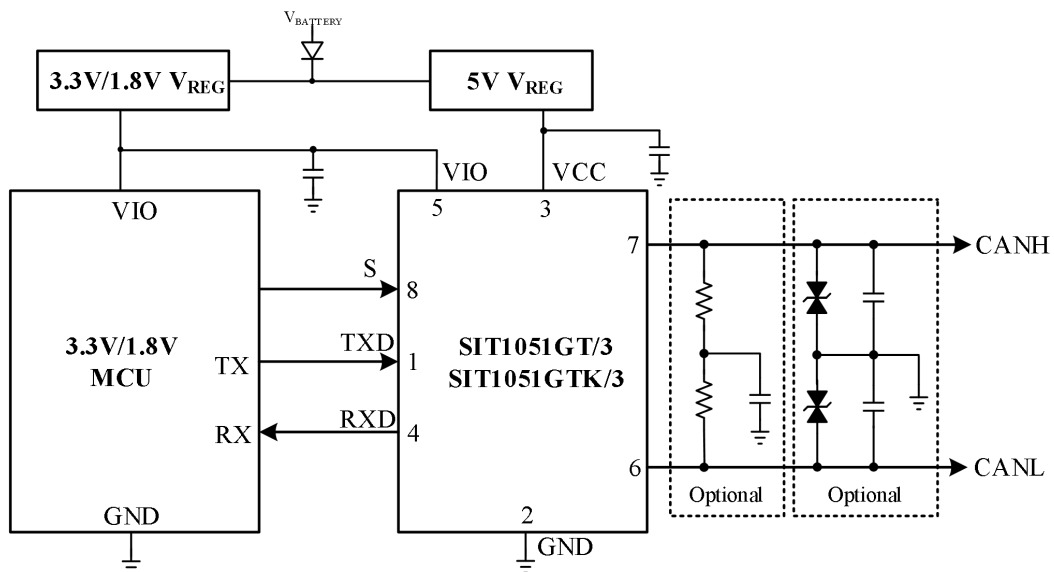 VBATTERY
3.3V/1.8V VREG
5V VREG
VIO
VCC
VIO
5
3
7
CANH
S
8
3.3V/1.8V
MCU
TX
TXD
1
SIT1051GT/3
SIT1051GTK/3
RX
RXD
4
6
CANL
Optional
Optional
GND
2
GND